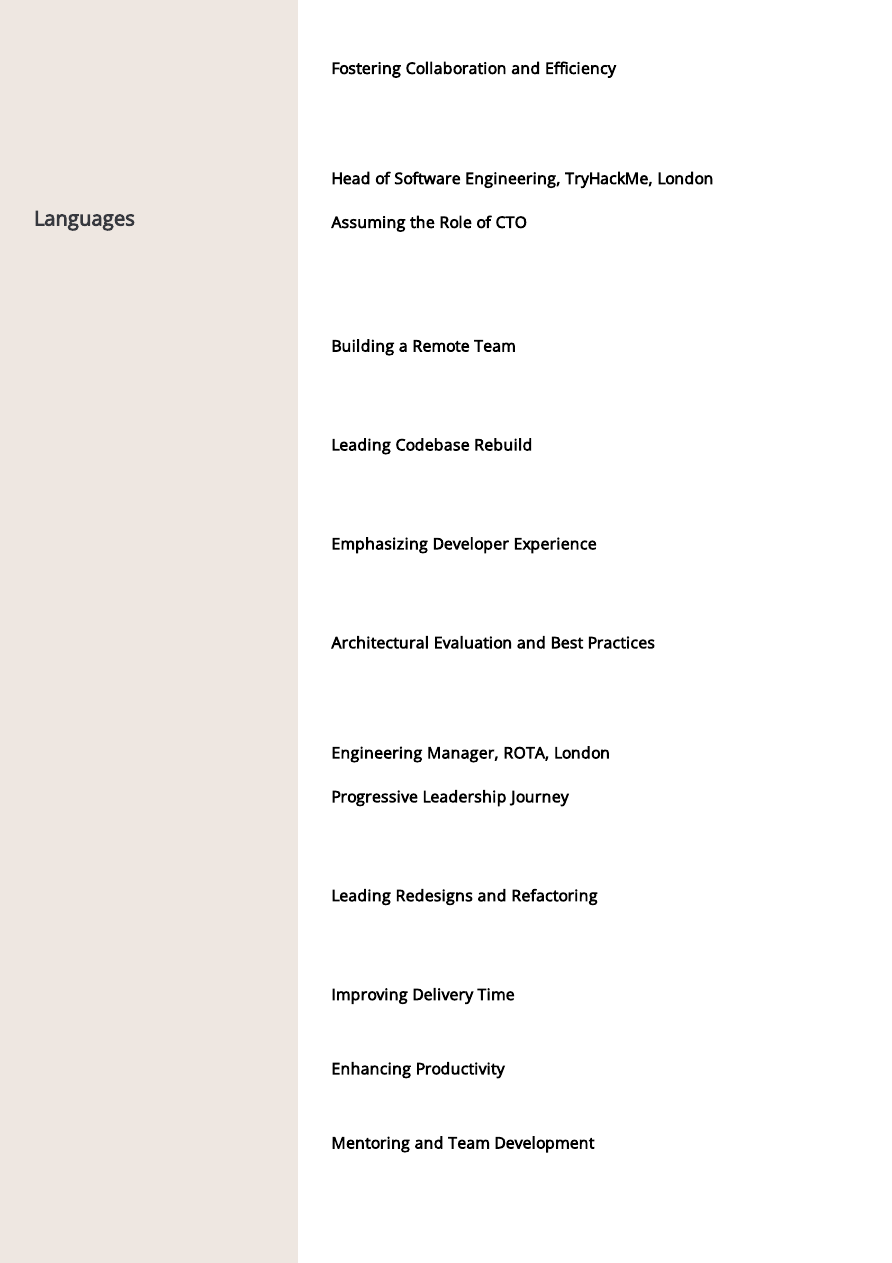 Languages
Fostering Collaboration and Efficiency
Head of Software Engineering, TryHackMe, London
Assuming the Role of CTO
Building a Remote Team
Leading Codebase Rebuild
Emphasizing Developer Experience
Architectural Evaluation and Best Practices
Engineering Manager, ROTA, London
Progressive Leadership Journey
Leading Redesigns and Refactoring
Improving Delivery Time
Enhancing Productivity
Mentoring and Team Development